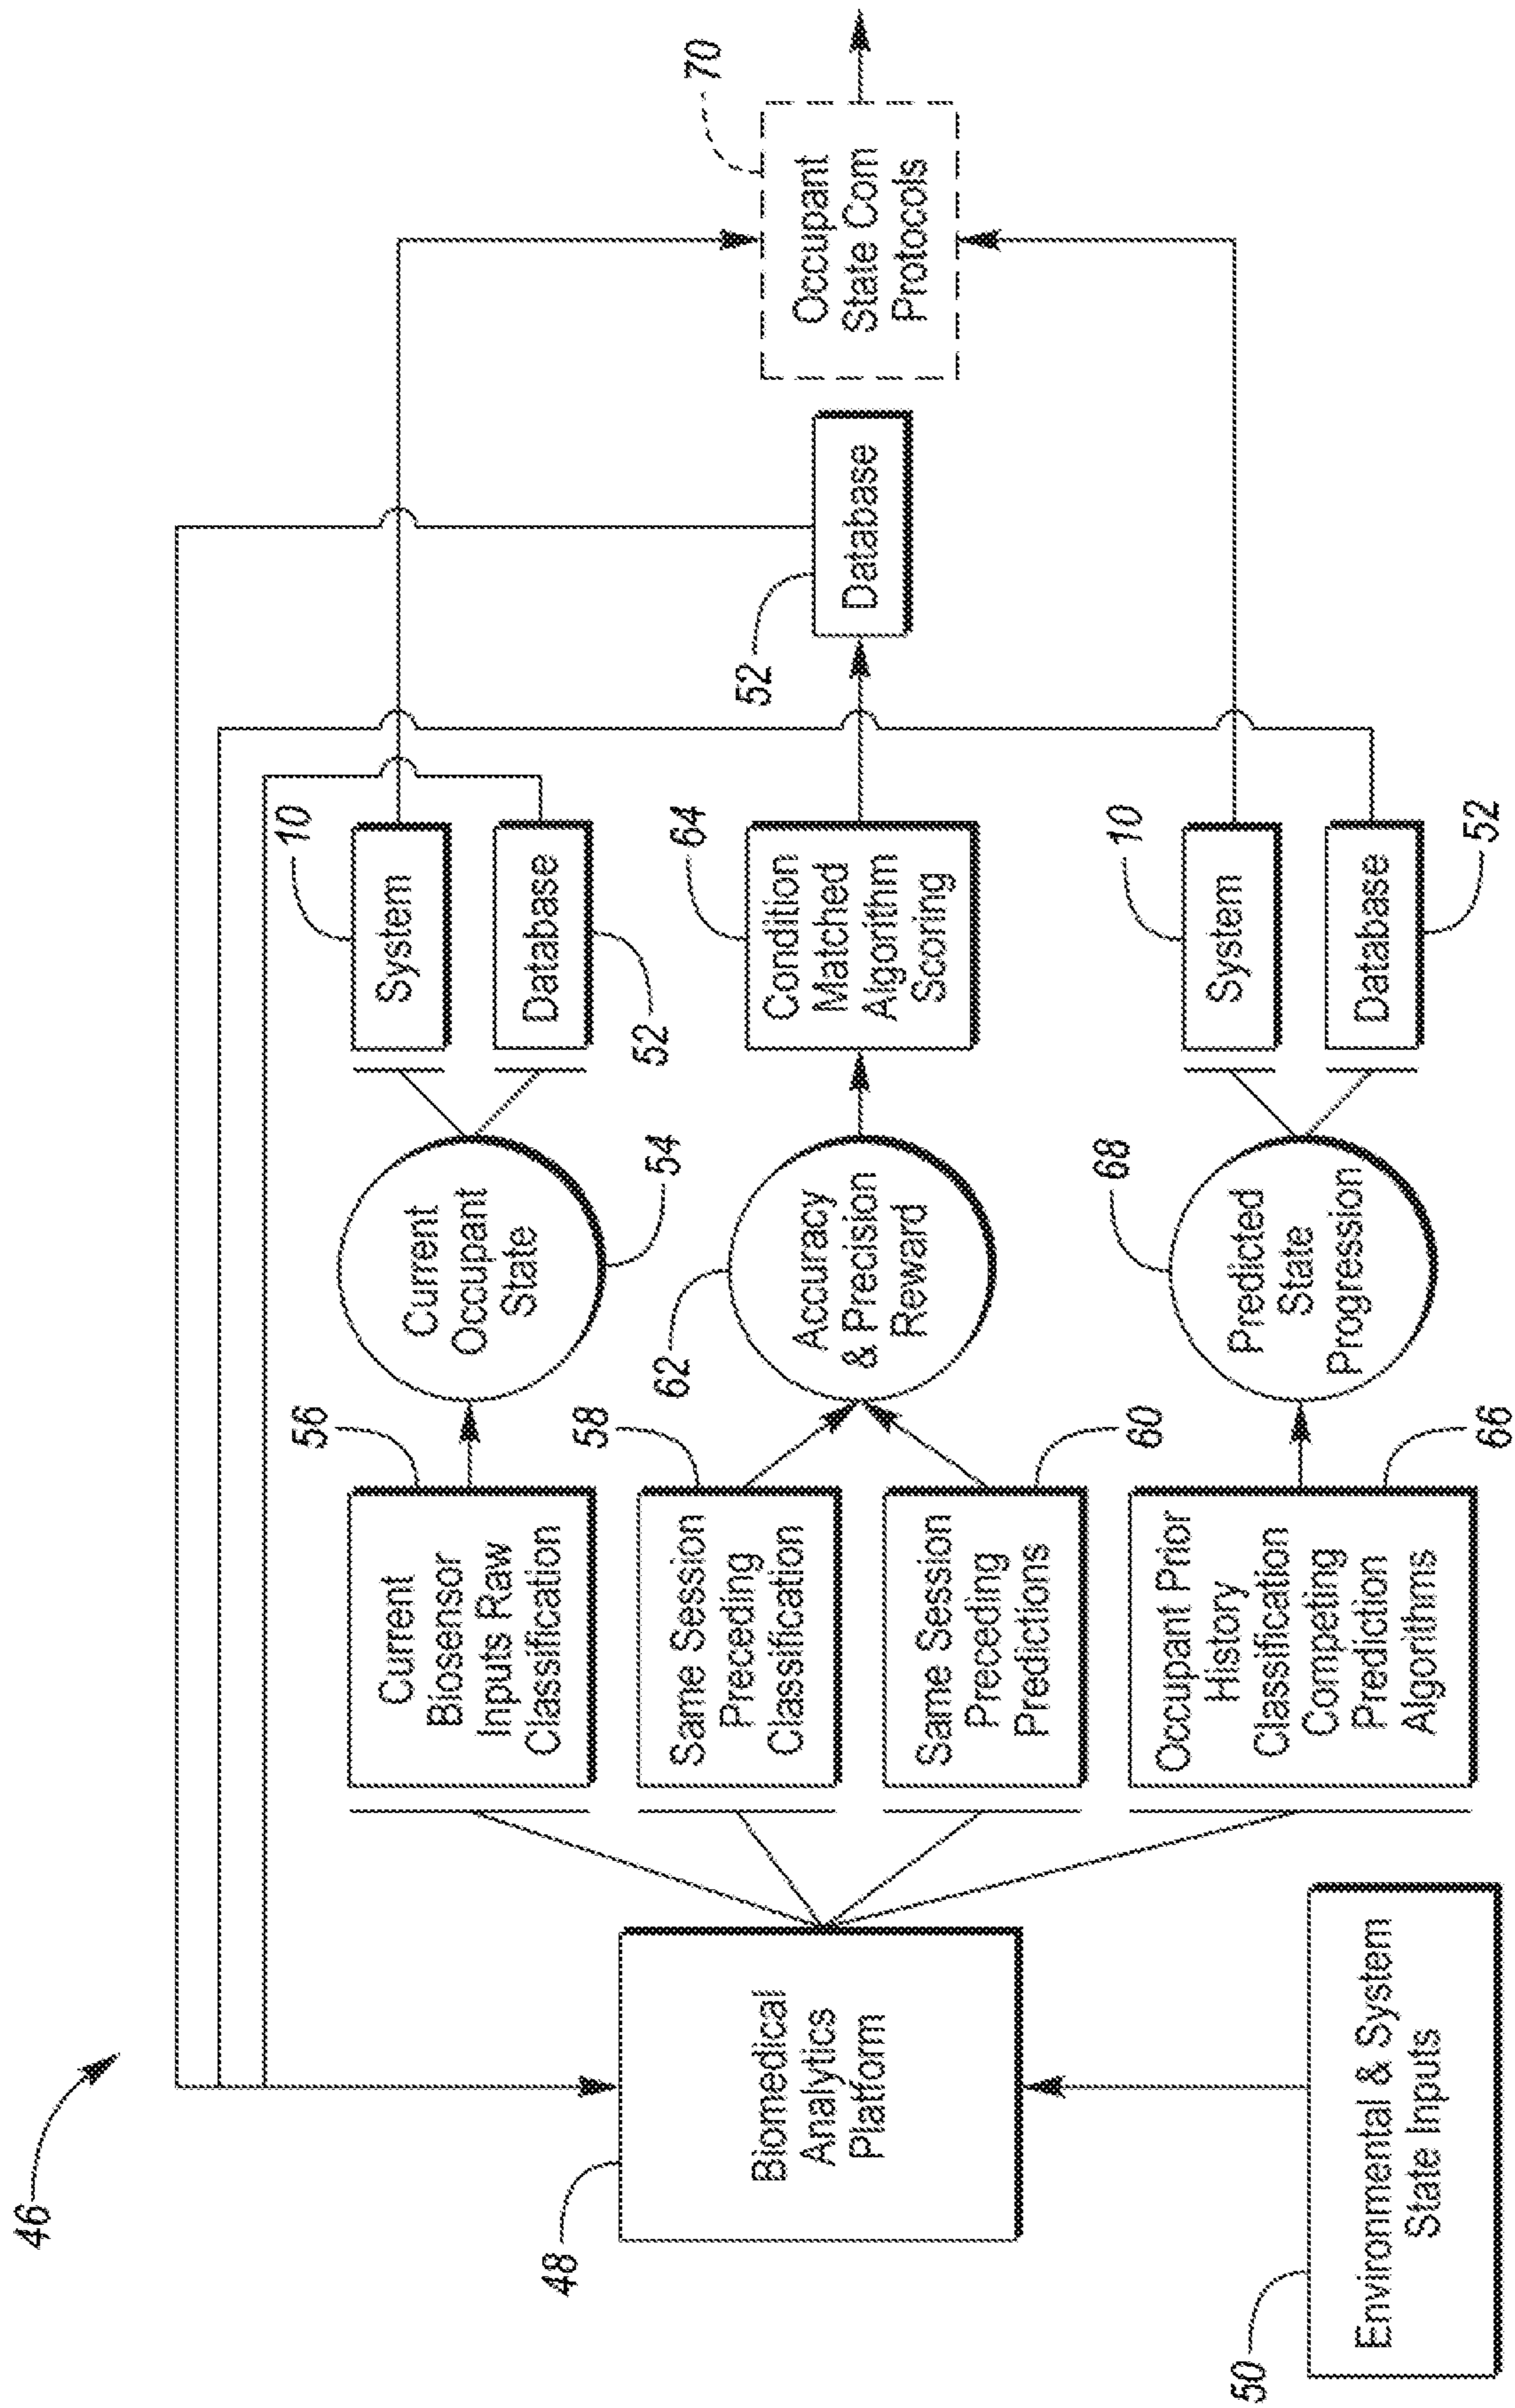 46
48
Biomedical
Analytics
Platform
50
Environmental & System
State Inputs
56
Current
Biosensor
Inputs Raw
Classification
58
Same Session
Preceding
Classification
60
Same Session
Preceding
Predictions
66
Occupant Prior
History
Classification
Competing
Prediction
Algorithms
54
Current
Occupant
State
62
Accuracy
& Precision
Reward
68
Predicted
State
Progression
10
System
52
Database
64
Condition
Matched
Algorithm
Scoring
10
System
52
Database
52
Database
70
Occupant
State Com
Protocols